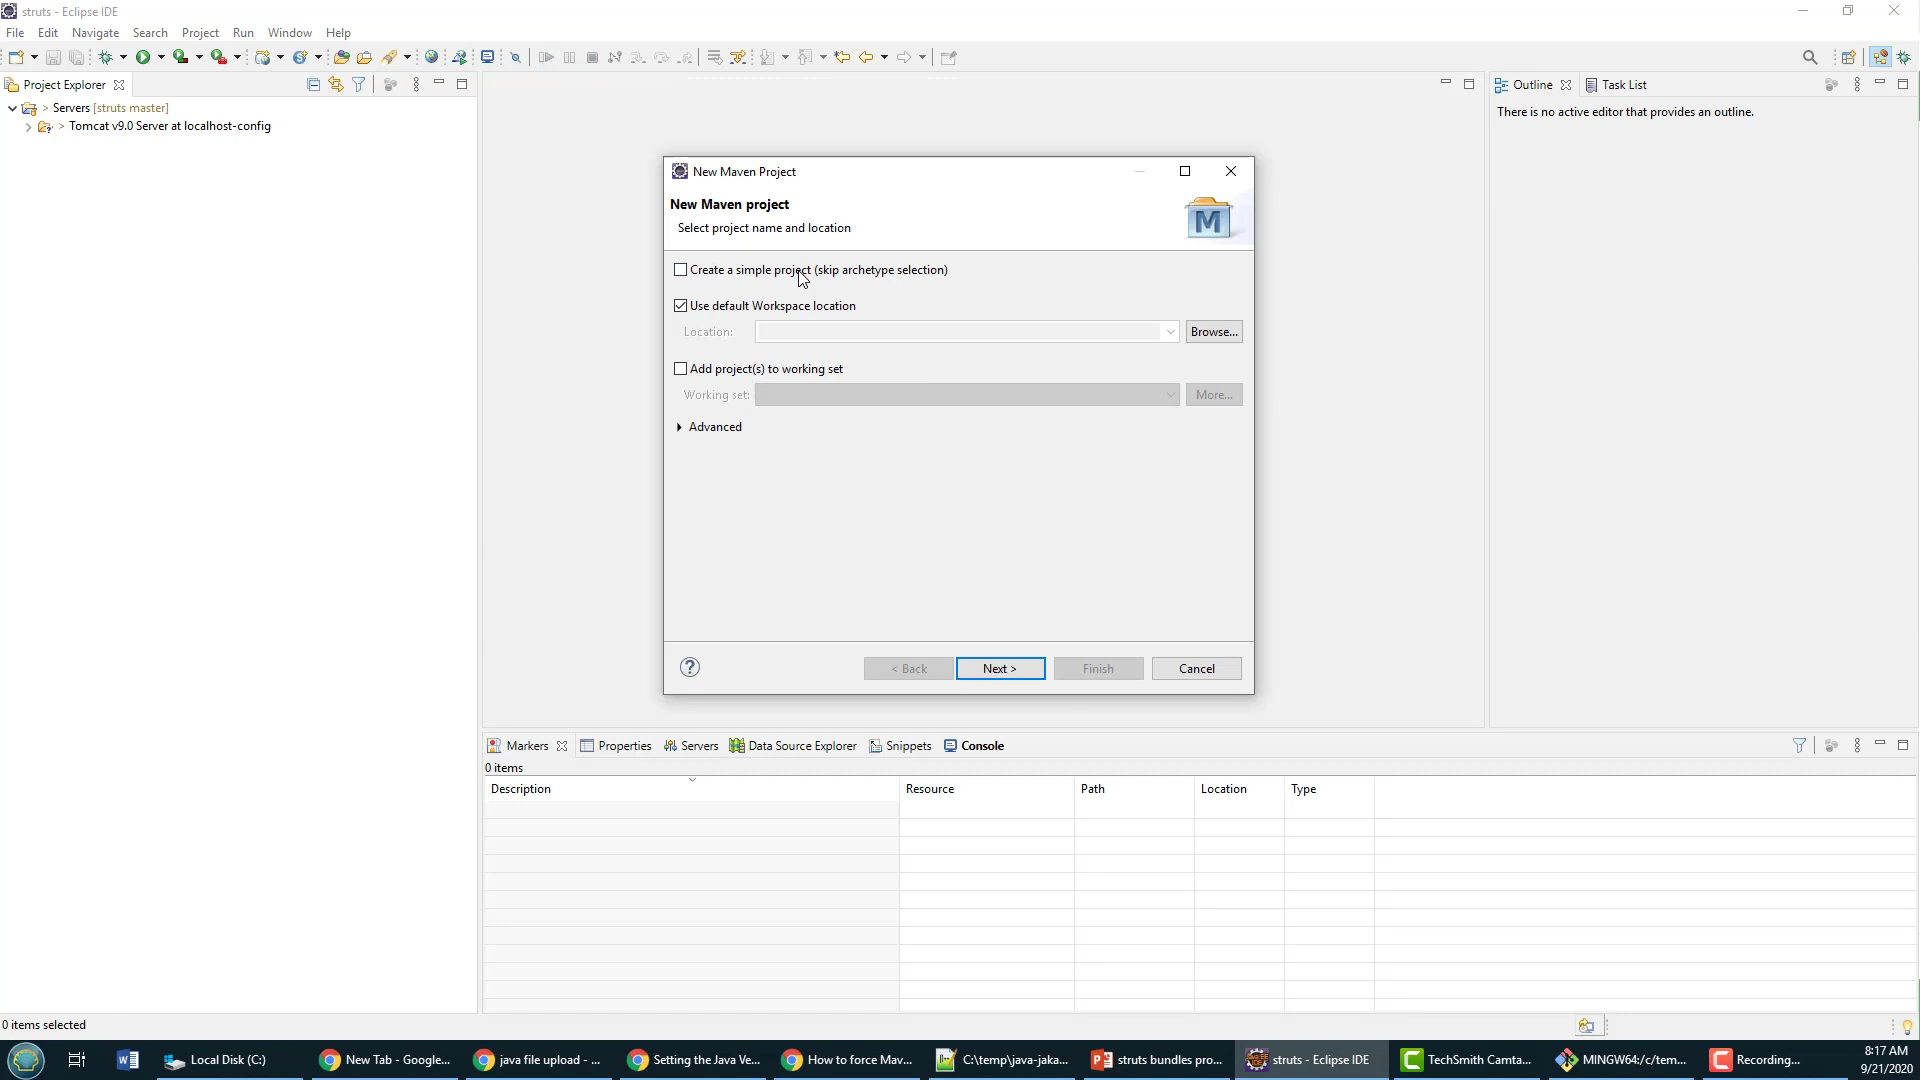 struts - Eclipse IDE
File Edit Navigate Search Project Run Window Help
Project Explorer
Servers [struts master]
Tomcat v9.0 Server at localhost-config
Outline Task List
There is no active editor that provides an outline.
New Maven Project
New Maven project
Select project name and location
M
Create a simple project (skip archetype selection)
Use default Workspace location
Location: Browse...
Add project(s) to working set
Working set: More...
Advanced
? < Back Next > Finish Cancel
Markers Properties Servers Data Source Explorer Snippets Console
0 items
Description Resource Path Location Type
0 items selected
Local Disk (C:) New Tab - Google... java file upload - ... Setting the Java Ve... How to force Mav... C:\temp\java-jaka... struts bundles pro... struts - Eclipse IDE TechSmith Camta... MINGW64:/c/tem... Recording...
8:17 AM
9/21/2020